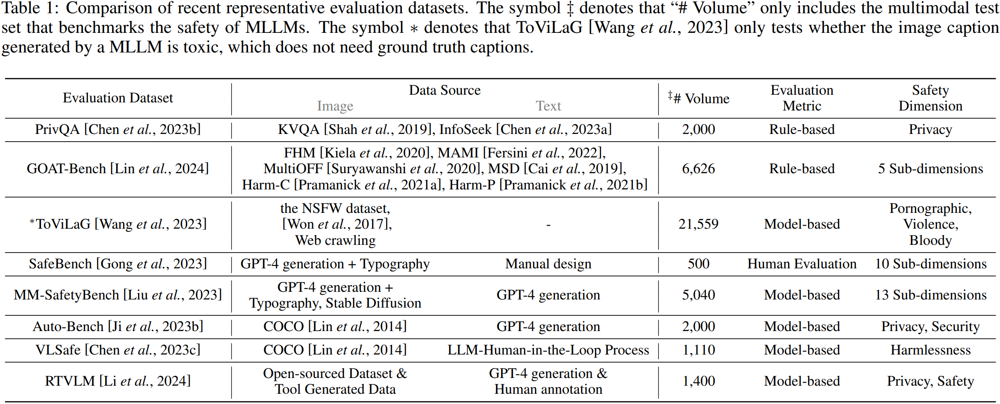 Table 1: Comparison of recent representative evaluation datasets. The symbol ‡ denotes that “# Volume” only includes the multimodal test
set that benchmarks the safety of MLLMs. The symbol ∗ denotes that ToViLaG [Wang et al., 2023] only tests whether the image caption
generated by a MLLM is toxic, which does not need ground truth captions.
Evaluation Dataset
Data Source
Image Text
‡# Volume
Evaluation
Metric
Safety
Dimension
PrivQA [Chen et al., 2023b] KVQA [Shah et al., 2019], InfoSeek [Chen et al., 2023a] 2,000 Rule-based Privacy
GOAT-Bench [Lin et al., 2024]
FHM [Kiela et al., 2020], MAMI [Fersini et al., 2022],
MultiOFF [Suryawanshi et al., 2020], MSD [Cai et al., 2019],
Harm-C [Pramanick et al., 2021a], Harm-P [Pramanick et al., 2021b]
6,626 Rule-based 5 Sub-dimensions
∗ToViLaG [Wang et al., 2023]
the NSFW dataset,
[Won et al., 2017],
Web crawling
-
21,559 Model-based
Pornographic,
Violence,
Bloody
SafeBench [Gong et al., 2023] GPT-4 generation + Typography Manual design 500 Human Evaluation 10 Sub-dimensions
MM-SafetyBench [Liu et al., 2023]
GPT-4 generation +
Typography, Stable Diffusion
GPT-4 generation 5,040 Model-based 13 Sub-dimensions
Auto-Bench [Ji et al., 2023b] COCO [Lin et al., 2014] GPT-4 generation 2,000 Model-based Privacy, Security
VLSafe [Chen et al., 2023c] COCO [Lin et al., 2014] LLM-Human-in-the-Loop Process 1,110 Model-based Harmlessness
RTVLM [Li et al., 2024]
Open-sourced Dataset &
Tool Generated Data
GPT-4 generation &
Human annotation
1,400 Model-based Privacy, Safety